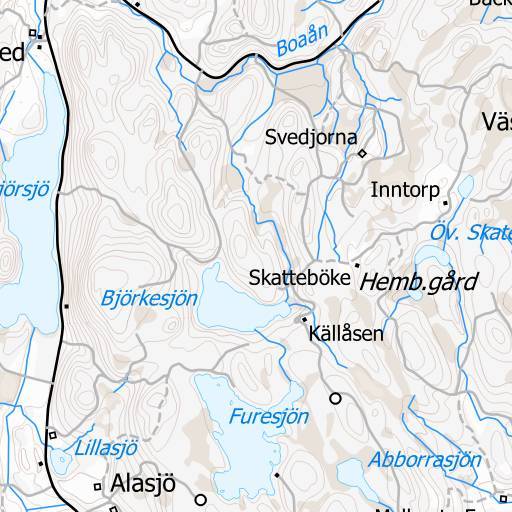 Boaån
Svedjorna
Inntorp
Skatteböke
Hemb.gård
Björkesjön
Källåsen
Furesjön
Lillasjö
Abborrasjön
Alasjö